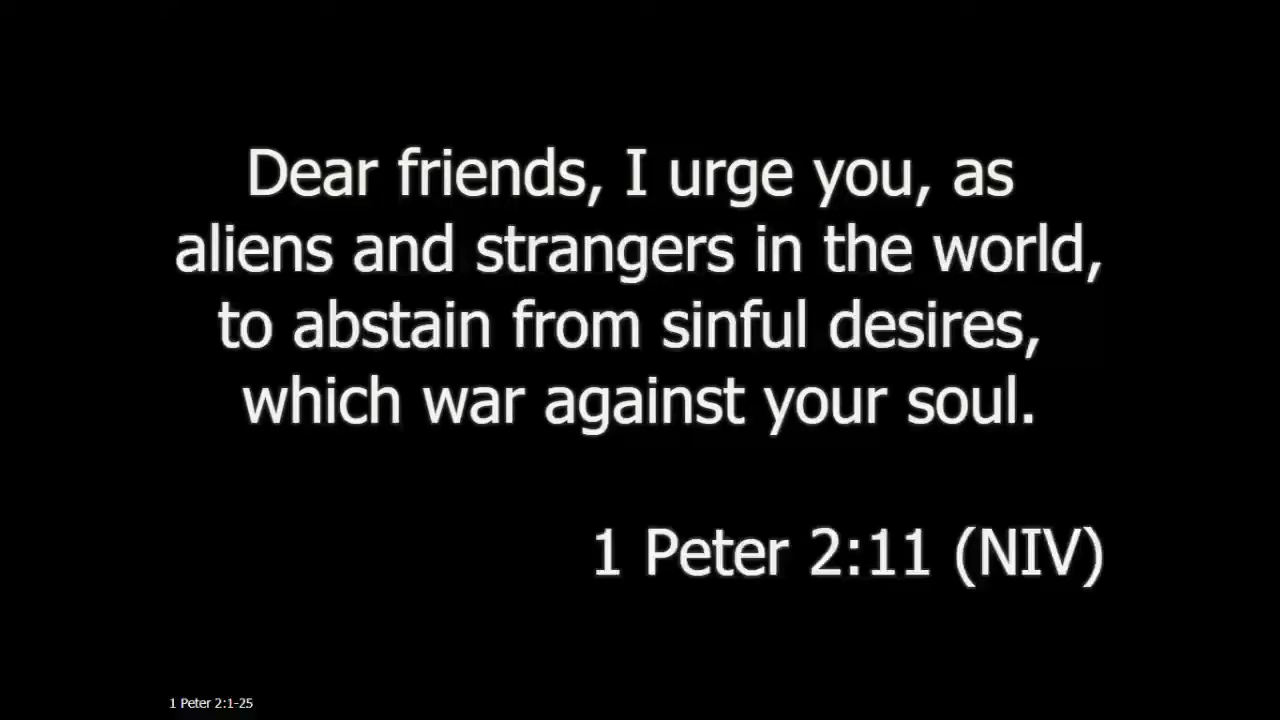 Dear friends, I urge you, as
aliens and strangers in the world,
to abstain from sinful desires,
which war against your soul.
1 Peter 2:11 (NIV)
1 Peter 2:1-25